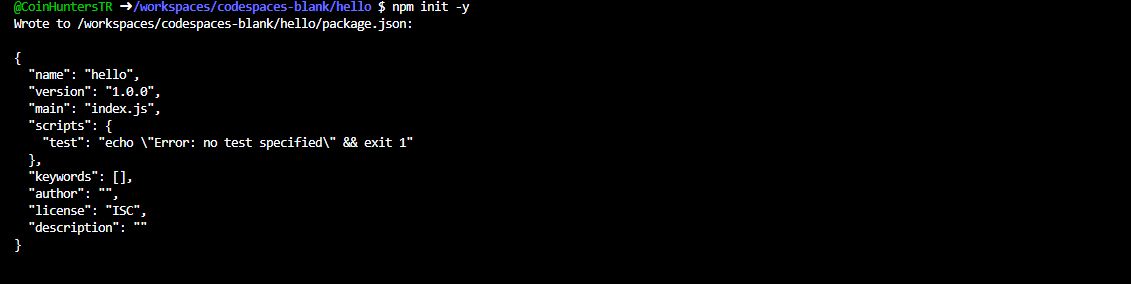 @CoinHuntersTR ➜/workspaces/codespaces-blank/hello $ npm init -y
Wrote to /workspaces/codespaces-blank/hello/package.json:

{
  "name": "hello",
  "version": "1.0.0",
  "main": "index.js",
  "scripts": {
    "test": "echo \"Error: no test specified\" && exit 1"
  },
  "keywords": [],
  "author": "",
  "license": "ISC",
  "description": ""
}